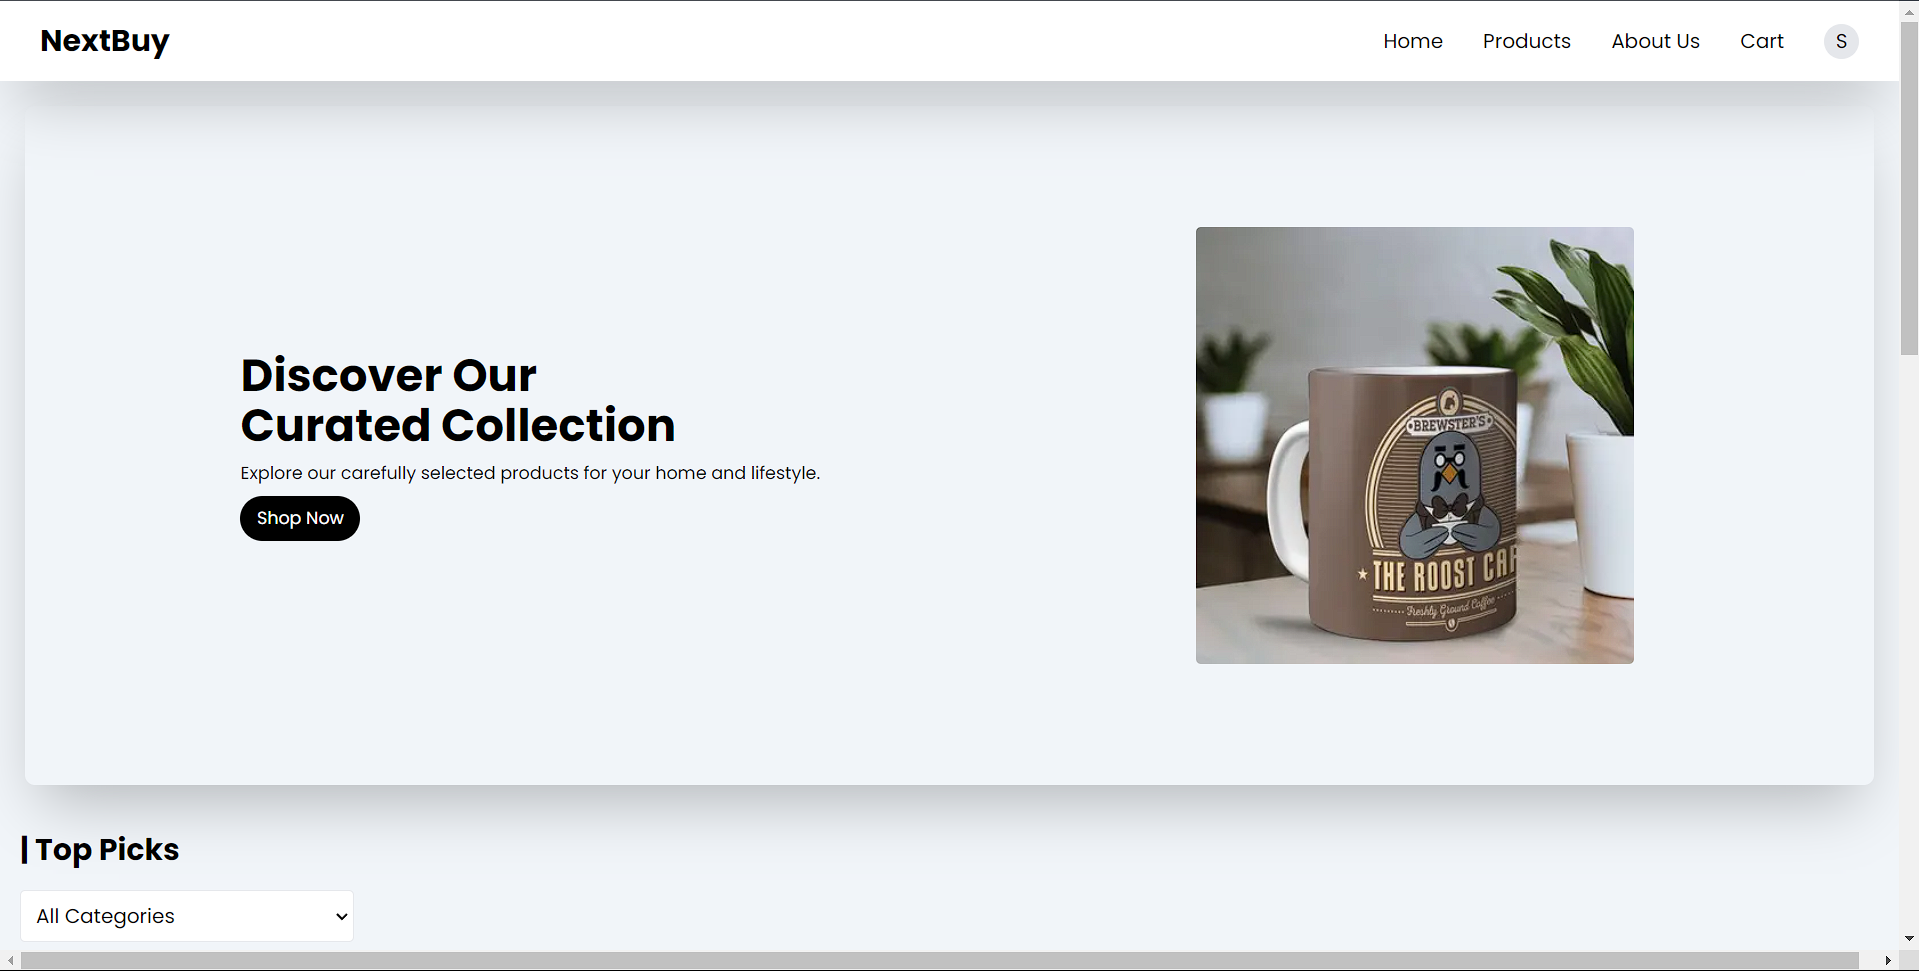 NextBuy
Home
Products
About Us
Cart
S
Discover Our
Curated Collection
Explore our carefully selected products for your home and lifestyle.
Shop Now
BREWSTER'S
THE ROOST CAF
Freshly Ground Coffee
| Top Picks
All Categories